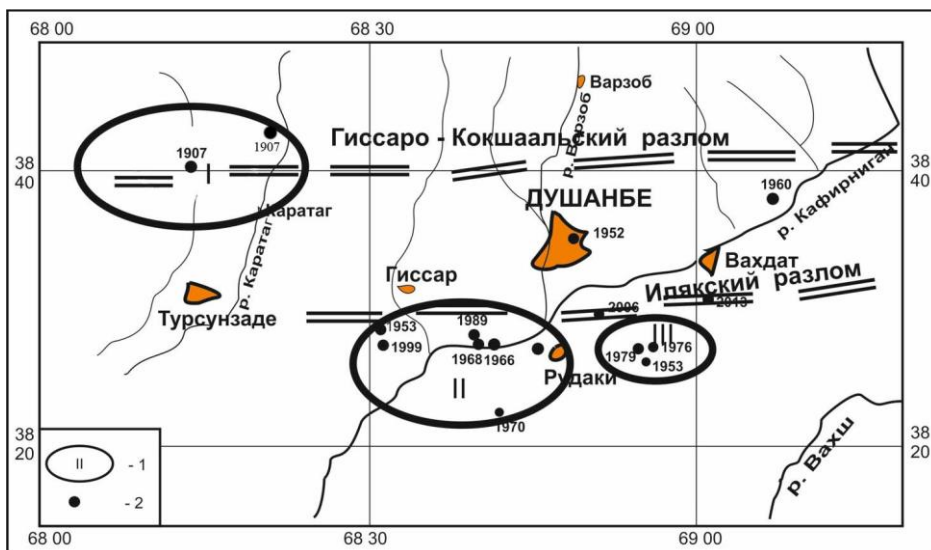 68 00
68 30
69 00
Варзоб
р. Варзоб
Гиссаро - Кокшаальский разлом
1907
1907
I
38
40
38
40
1960
р. Кафирниган
Каратаг
р. Каратаг
ДУШАНБЕ
1952
Вахдат
Гиссар
Илякский разлом
Турсунзаде
2006
2013
1953
1989
1999
1968
1966
Рудаки
III
1979
1976
1953
II
1970
38
20
38
20
р. Вахш
II
- 1
- 2
68 00
68 30
69 00